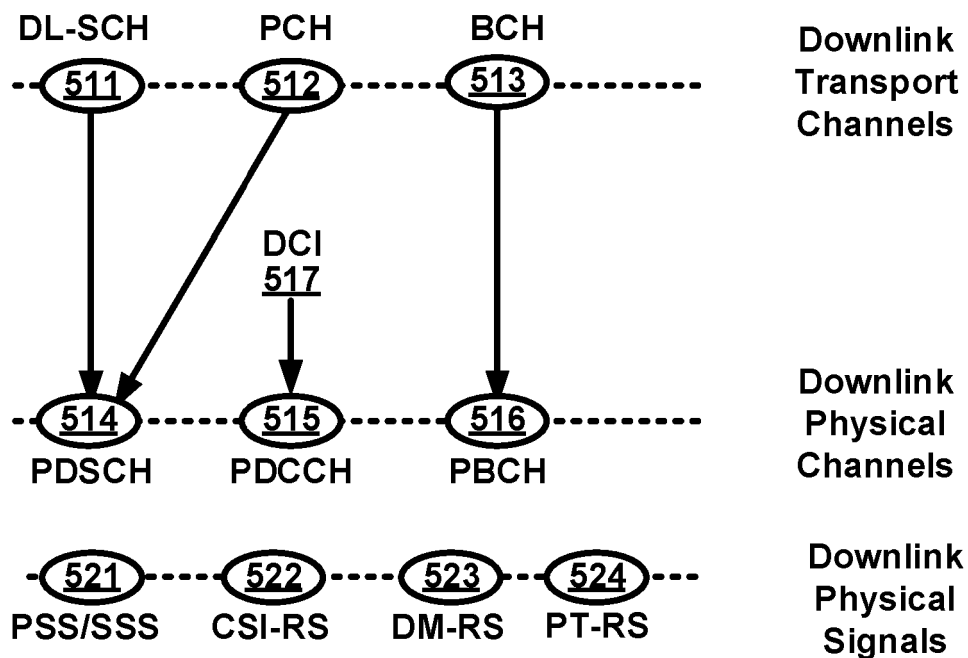 DL-SCH PCH BCH
511 512 513
Downlink
Transport
Channels
DCI
517
514 515 516
PDSCH PDCCH PBCH
Downlink
Physical
Channels
521 522 523 524
PSS/SSS CSI-RS DM-RS PT-RS
Downlink
Physical
Signals